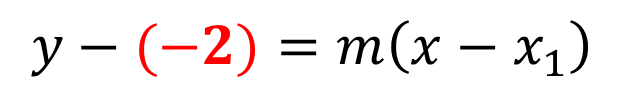 y − (−2) = m(x − x₁)